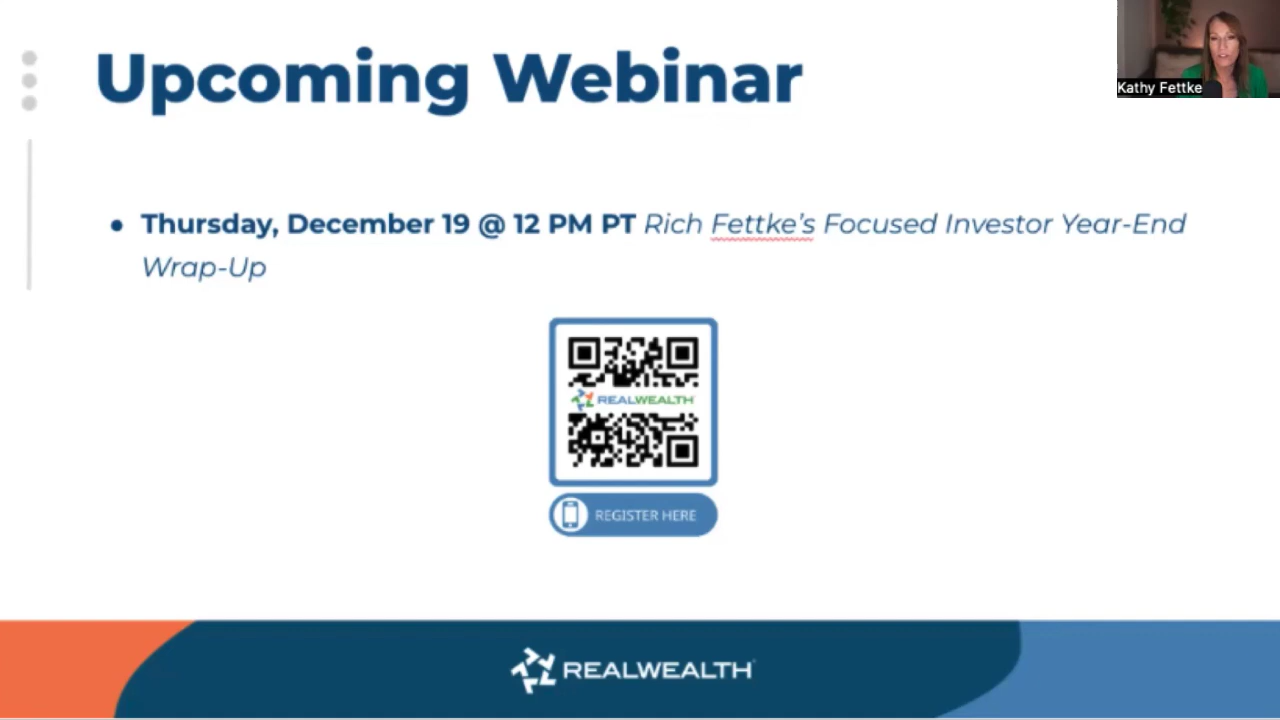 Upcoming Webinar
Kathy Fettke
• Thursday, December 19 @ 12 PM PT Rich Fettke’s Focused Investor Year-End
Wrap-Up
REALWEALTH
REGISTER HERE
REALWEALTH